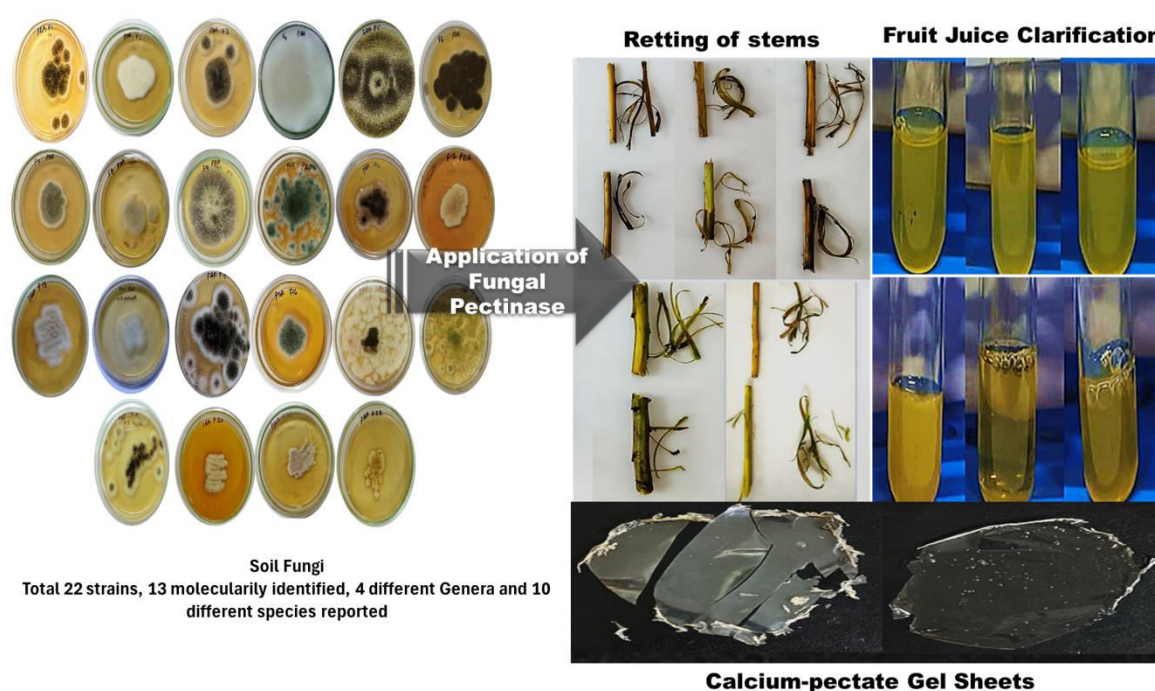 Retting of stems
Fruit Juice Clarification
Application of
Fungal
Pectinase
Soil Fungi
Total 22 strains, 13 molecularily identified, 4 different Genera and 10
different species reported
Calcium-pectate Gel Sheets